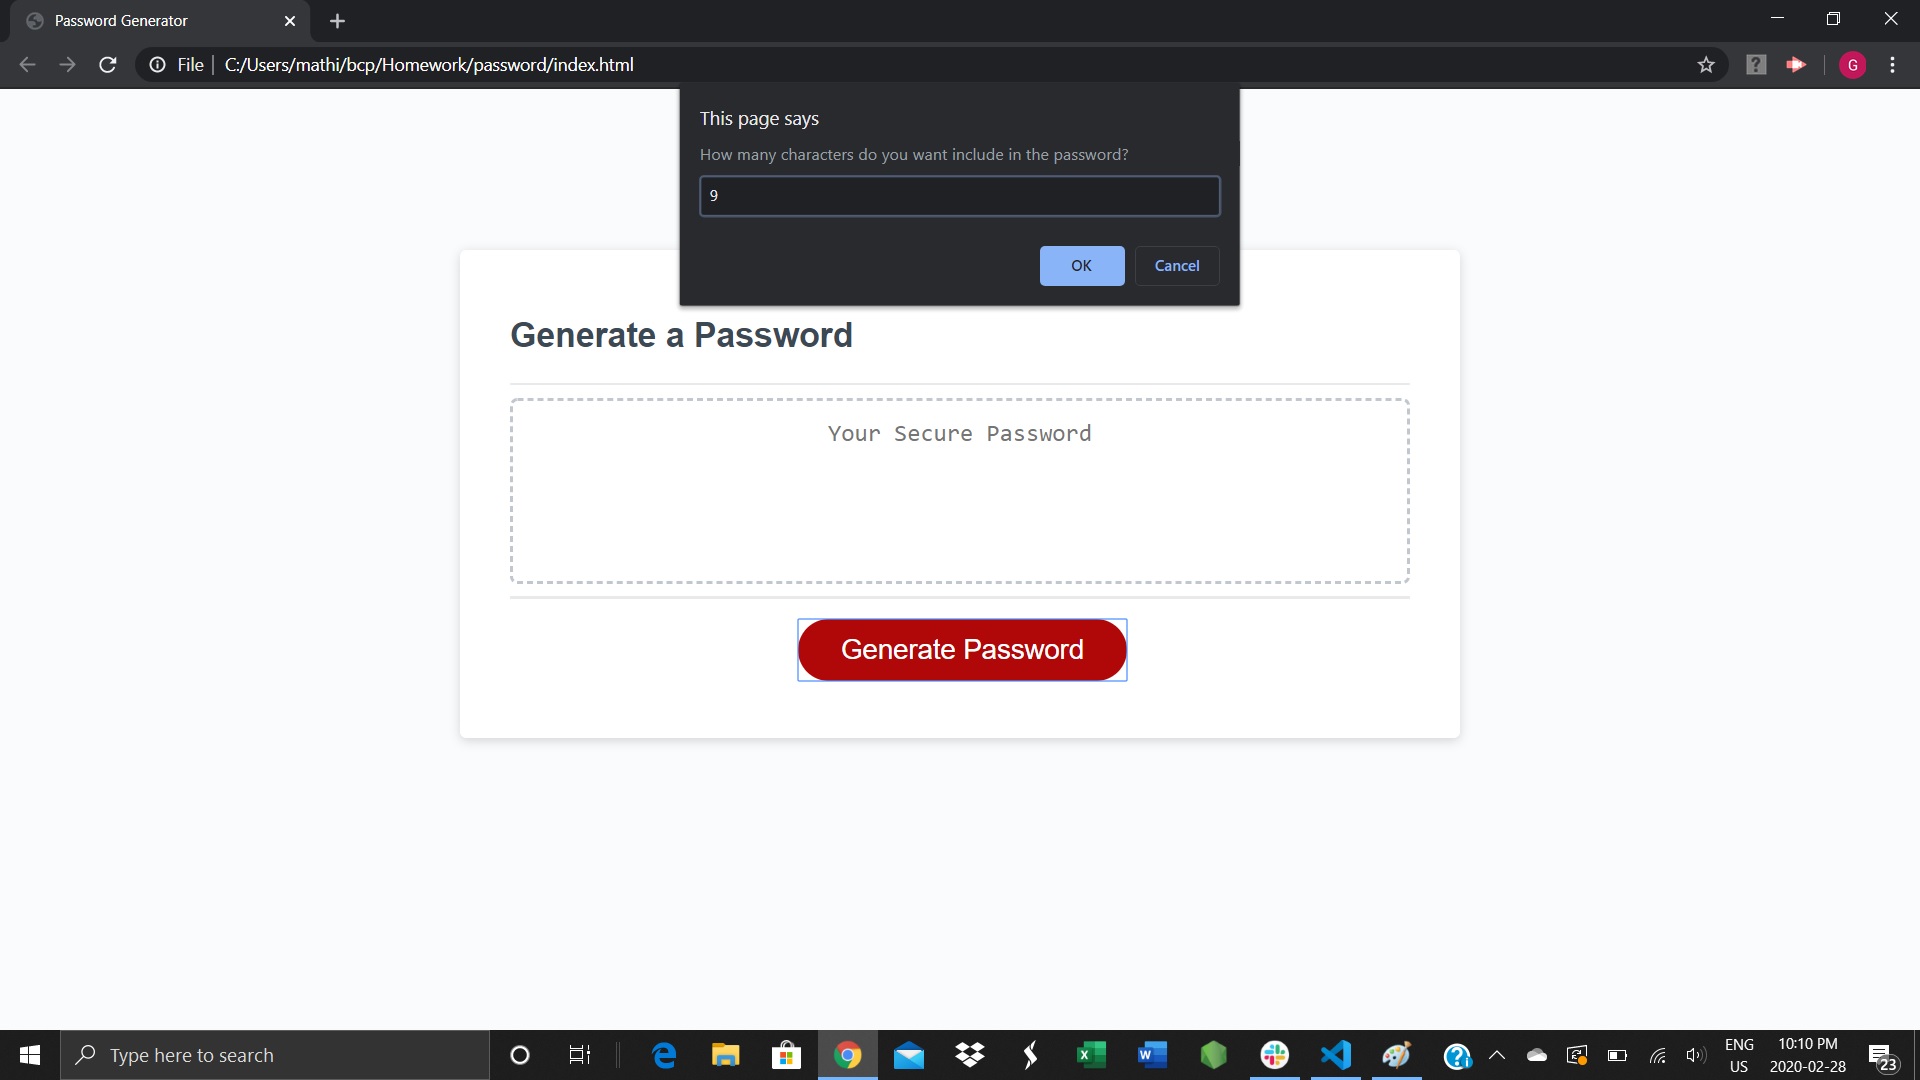 Password Generator
File
C:/Users/mathi/bcp/Homework/password/index.html
G
This page says
How many characters do you want include in the password?
9
OK Cancel
Generate a Password
Your Secure Password
Generate Password
Type here to search
ENG
US
10:10 PM
2020-02-28
23